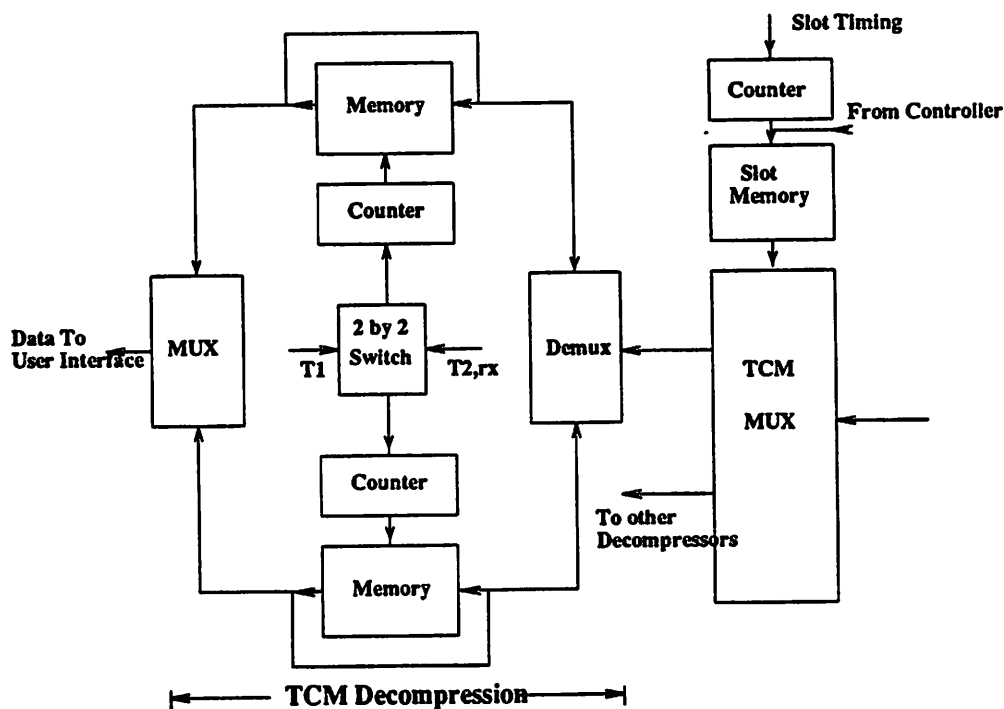 Slot Timing
Counter
From Controller
Slot
Memory
Memory
Counter
2 by 2
Switch
T1
T2,rx
Data To
User Interface
MUX
Demux
TCM
MUX
Counter
Memory
To other
Decompressors
TCM Decompression